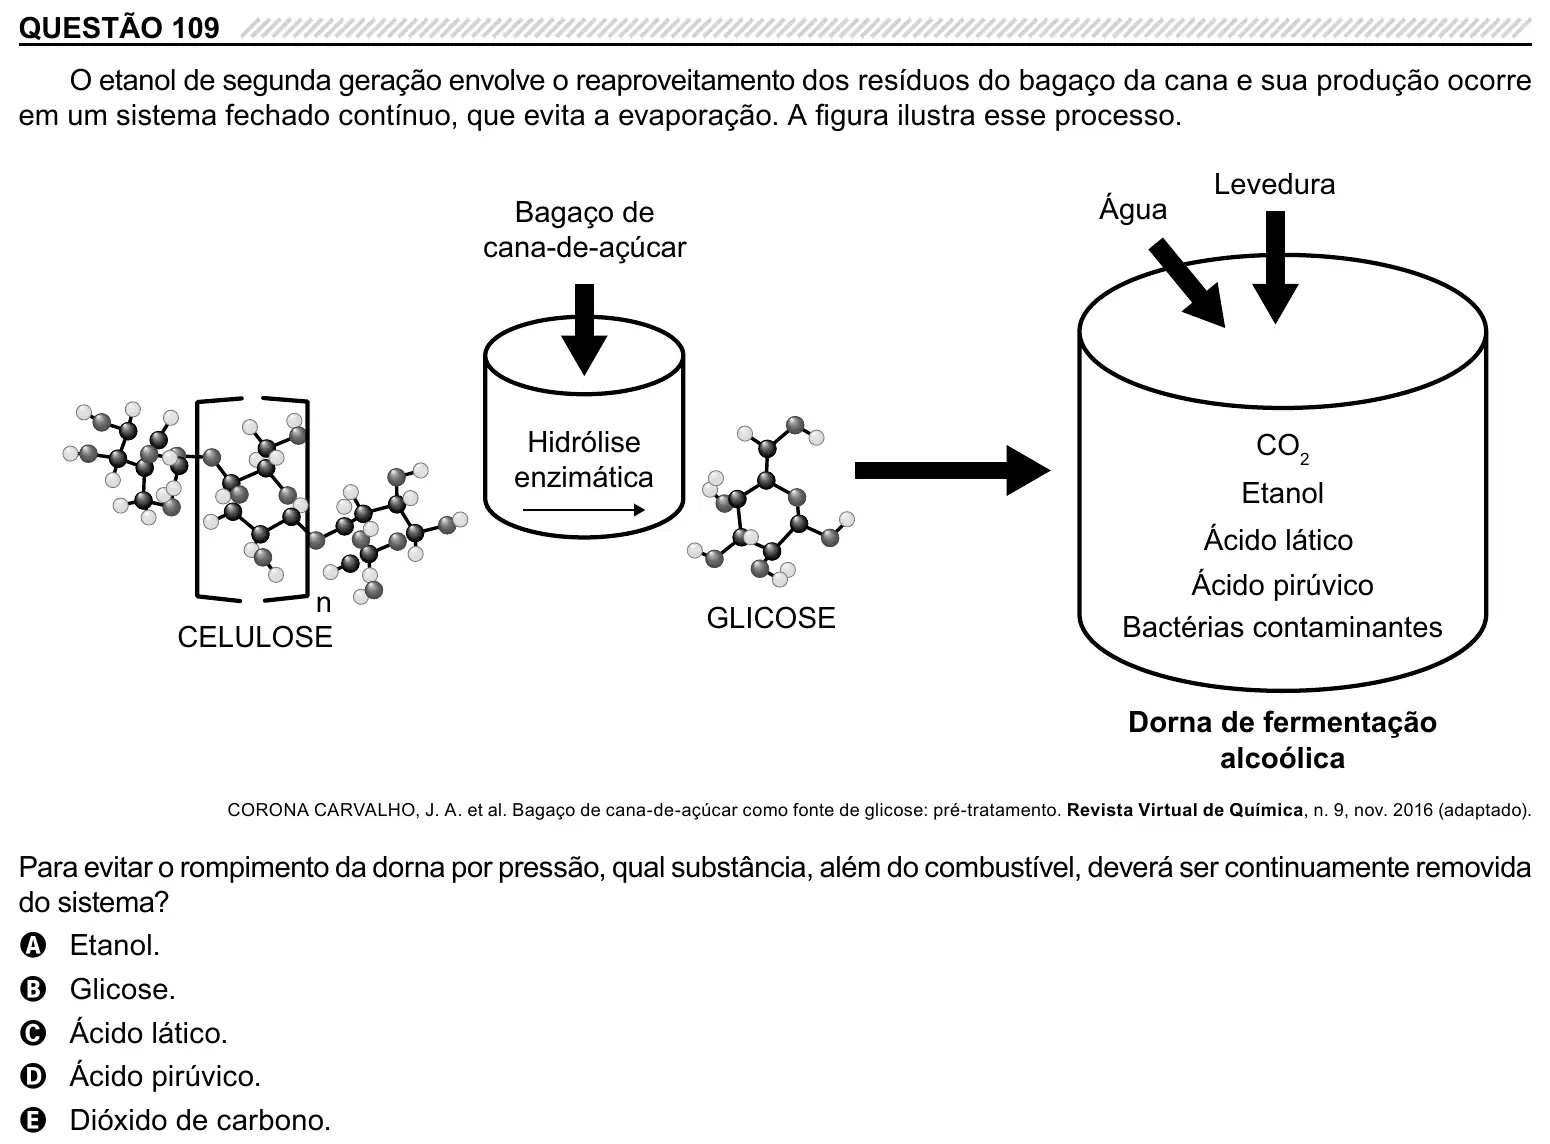 QUESTÃO 109
O etanol de segunda geração envolve o reaproveitamento dos resíduos do bagaço da cana e sua produção ocorre
em um sistema fechado contínuo, que evita a evaporação. A figura ilustra esse processo.
Bagaço de
cana-de-açúcar
Água
Levedura
Hidrólise
enzimática
n
CELULOSE
GLICOSE
CO2
Etanol
Ácido lático
Ácido pirúvico
Bactérias contaminantes
Dorna de fermentação
alcoólica
CORONA CARVALHO, J. A. et al. Bagaço de cana-de-açúcar como fonte de glicose: pré-tratamento. Revista Virtual de Química, n. 9, nov. 2016 (adaptado).
Para evitar o rompimento da dorna por pressão, qual substância, além do combustível, deverá ser continuamente removida
do sistema?
A Etanol.
B Glicose.
C Ácido lático.
D Ácido pirúvico.
E Dióxido de carbono.